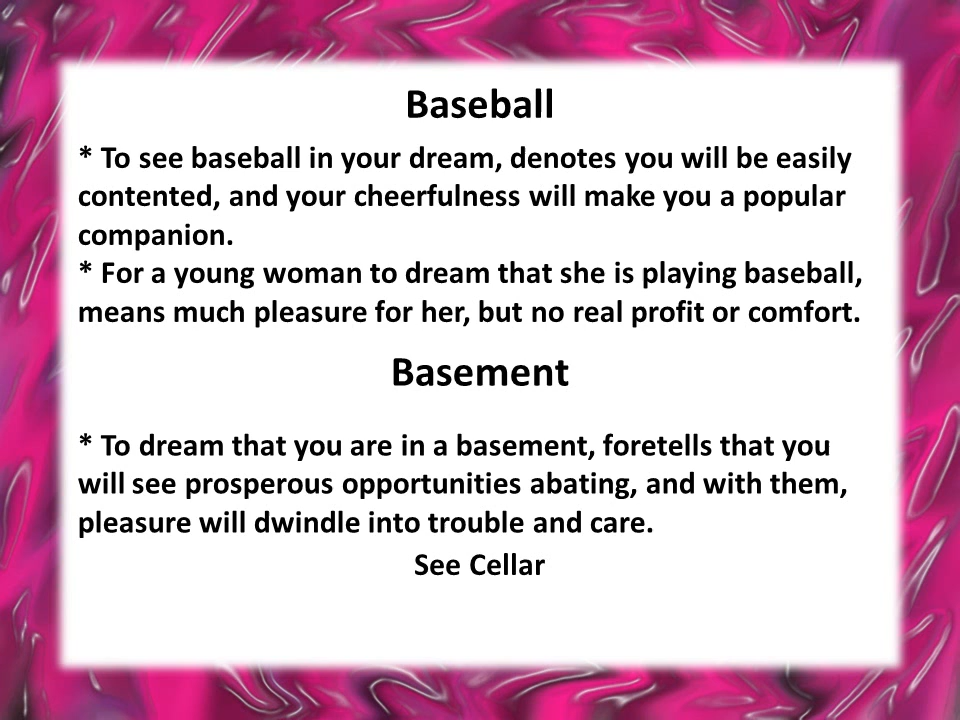 Baseball
* To see baseball in your dream, denotes you will be easily
contented, and your cheerfulness will make you a popular
companion.
* For a young woman to dream that she is playing baseball,
means much pleasure for her, but no real profit or comfort.
Basement
* To dream that you are in a basement, foretells that you
will see prosperous opportunities abating, and with them,
pleasure will dwindle into trouble and care.
See Cellar